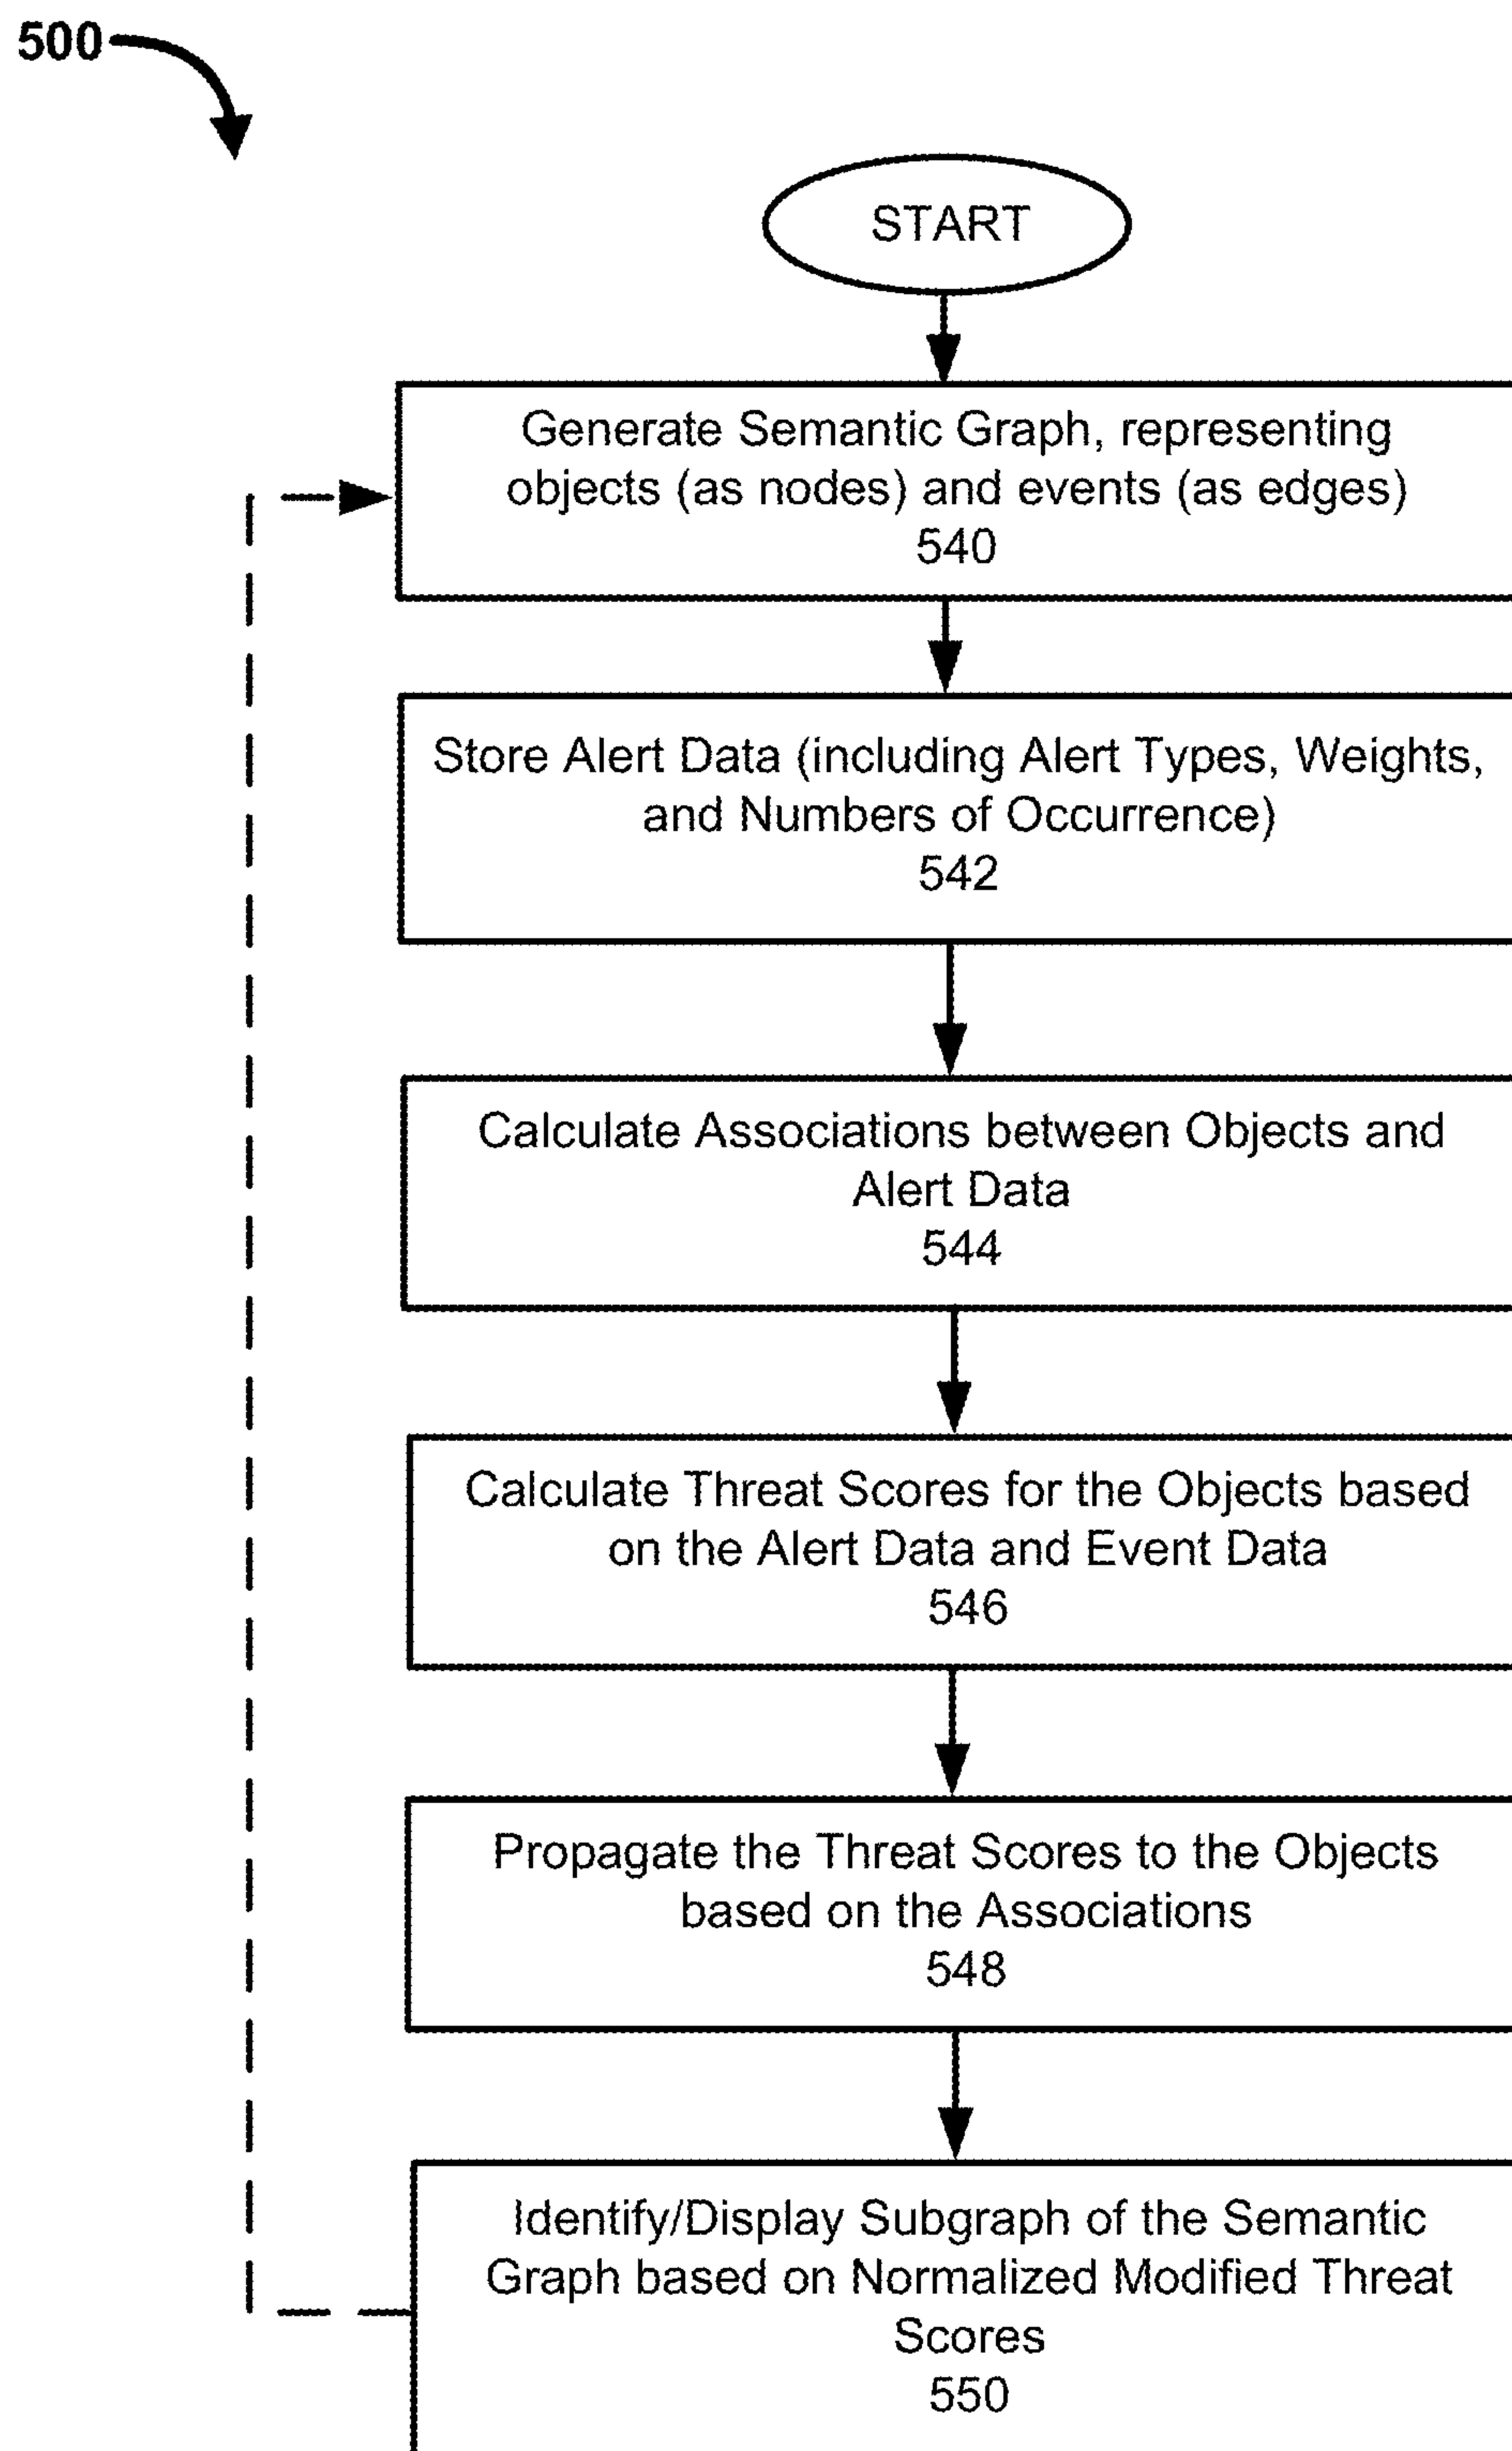 500
START
Generate Semantic Graph, representing
objects (as nodes) and events (as edges)
540
Store Alert Data (including Alert Types, Weights,
and Numbers of Occurrence)
542
Calculate Associations between Objects and
Alert Data
544
Calculate Threat Scores for the Objects based
on the Alert Data and Event Data
546
Propagate the Threat Scores to the Objects
based on the Associations
548
Identify/Display Subgraph of the Semantic
Graph based on Normalized Modified Threat
Scores
550